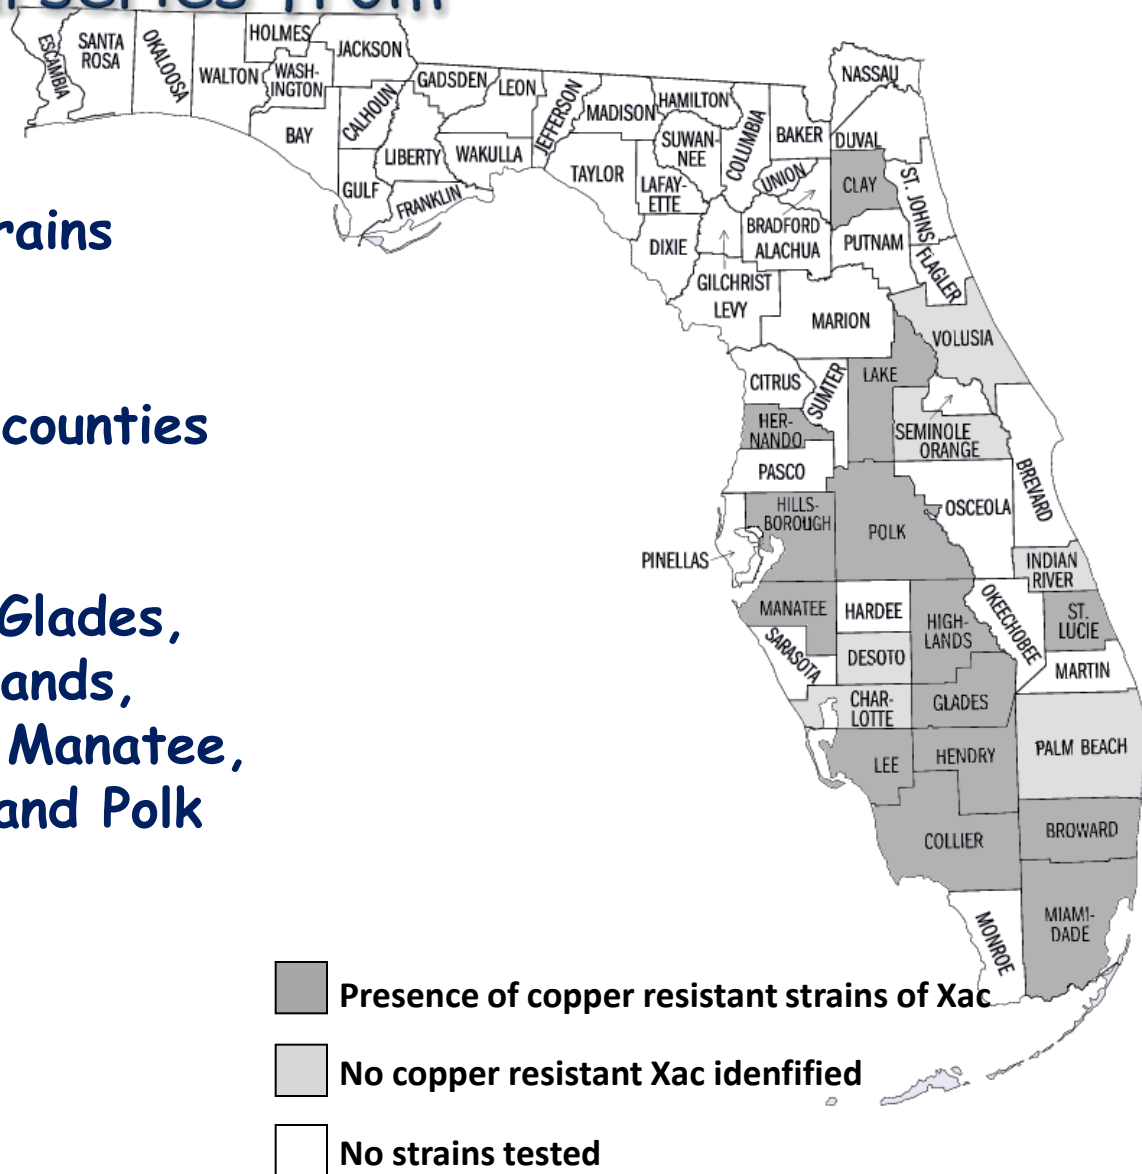 series from
rains
counties
Glades,
ands,
Manatee,
and Polk
ESCAMBIA
SANTA
ROSA
OKALOOSA
WALTON
HOLMES
WASH-
INGTON
JACKSON
BAY
CALHOUN
GULF
GADSDEN
LIBERTY
FRANKLIN
LEON
WAKULLA
JEFFERSON
MADISON
TAYLOR
HAMILTON
SUWAN-
NEE
LAFAY-
ETTE
DIXIE
COLUMBIA
BAKER
UNION
BRADFORD
ALACHUA
GILCHRIST
LEVY
NASSAU
DUVAL
CLAY
ST. JOHNS
PUTNAM
FLAGLER
MARION
VOLUSIA
CITRUS
SUMTER
LAKE
HER-
NANDO
SEMINOLE
ORANGE
PASCO
BREVARD
HILLS-
BOROUGH
POLK
OSCEOLA
PINELLAS
INDIAN
RIVER
MANATEE
HARDEE
HIGH-
LANDS
OKEECHOBEE
ST.
LUCIE
SARASOTA
DESOTO
MARTIN
CHAR-
LOTTE
GLADES
PALM BEACH
LEE
HENDRY
COLLIER
BROWARD
MIAMI-
DADE
MONROE
Presence of copper resistant strains of Xac
No copper resistant Xac idenfified
No strains tested